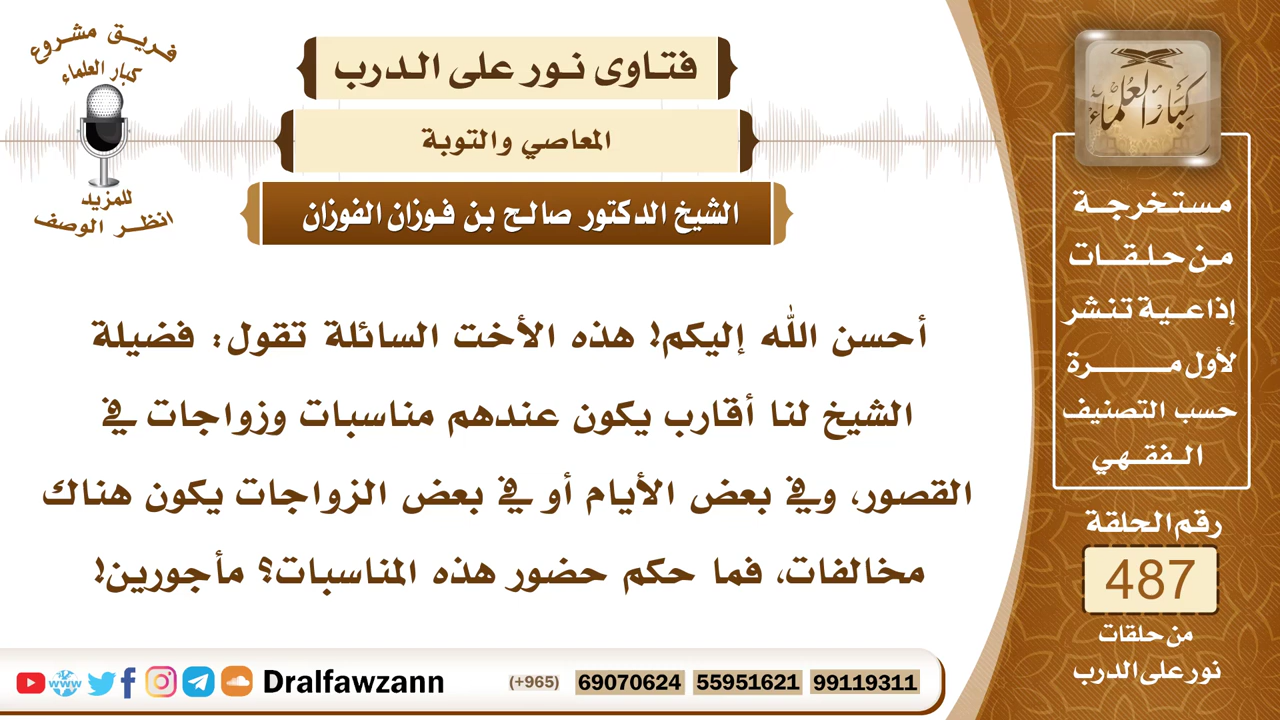 فريق مشروع
كبار العلماء
للمزيد
انظر الوصف
فتاوى نور على الدرب
المعاصي والتوبة
الشيخ الدكتور صالح بن فوزان الفوزان
أحسن الله إليكم! هذه الأخت السائلة تقول: فضيلة
الشيخ لنا أقارب يكون عندهم مناسبات وزواجات في
القصور، وفي بعض الأيام أو في بعض الزواجات يكون هناك
مخالفات، فما حكم حضور هذه المناسبات؟ مأجورين!
كبار العلماء
مستخرجة
من حلقات
إذاعية تنشر
لأول مرة
حسب التصنيف
الفقهي
رقم الحلقة
487
من حلقات
نور على الدرب
www
Dralfawzann
(+965) 69070624 55951621 99119311